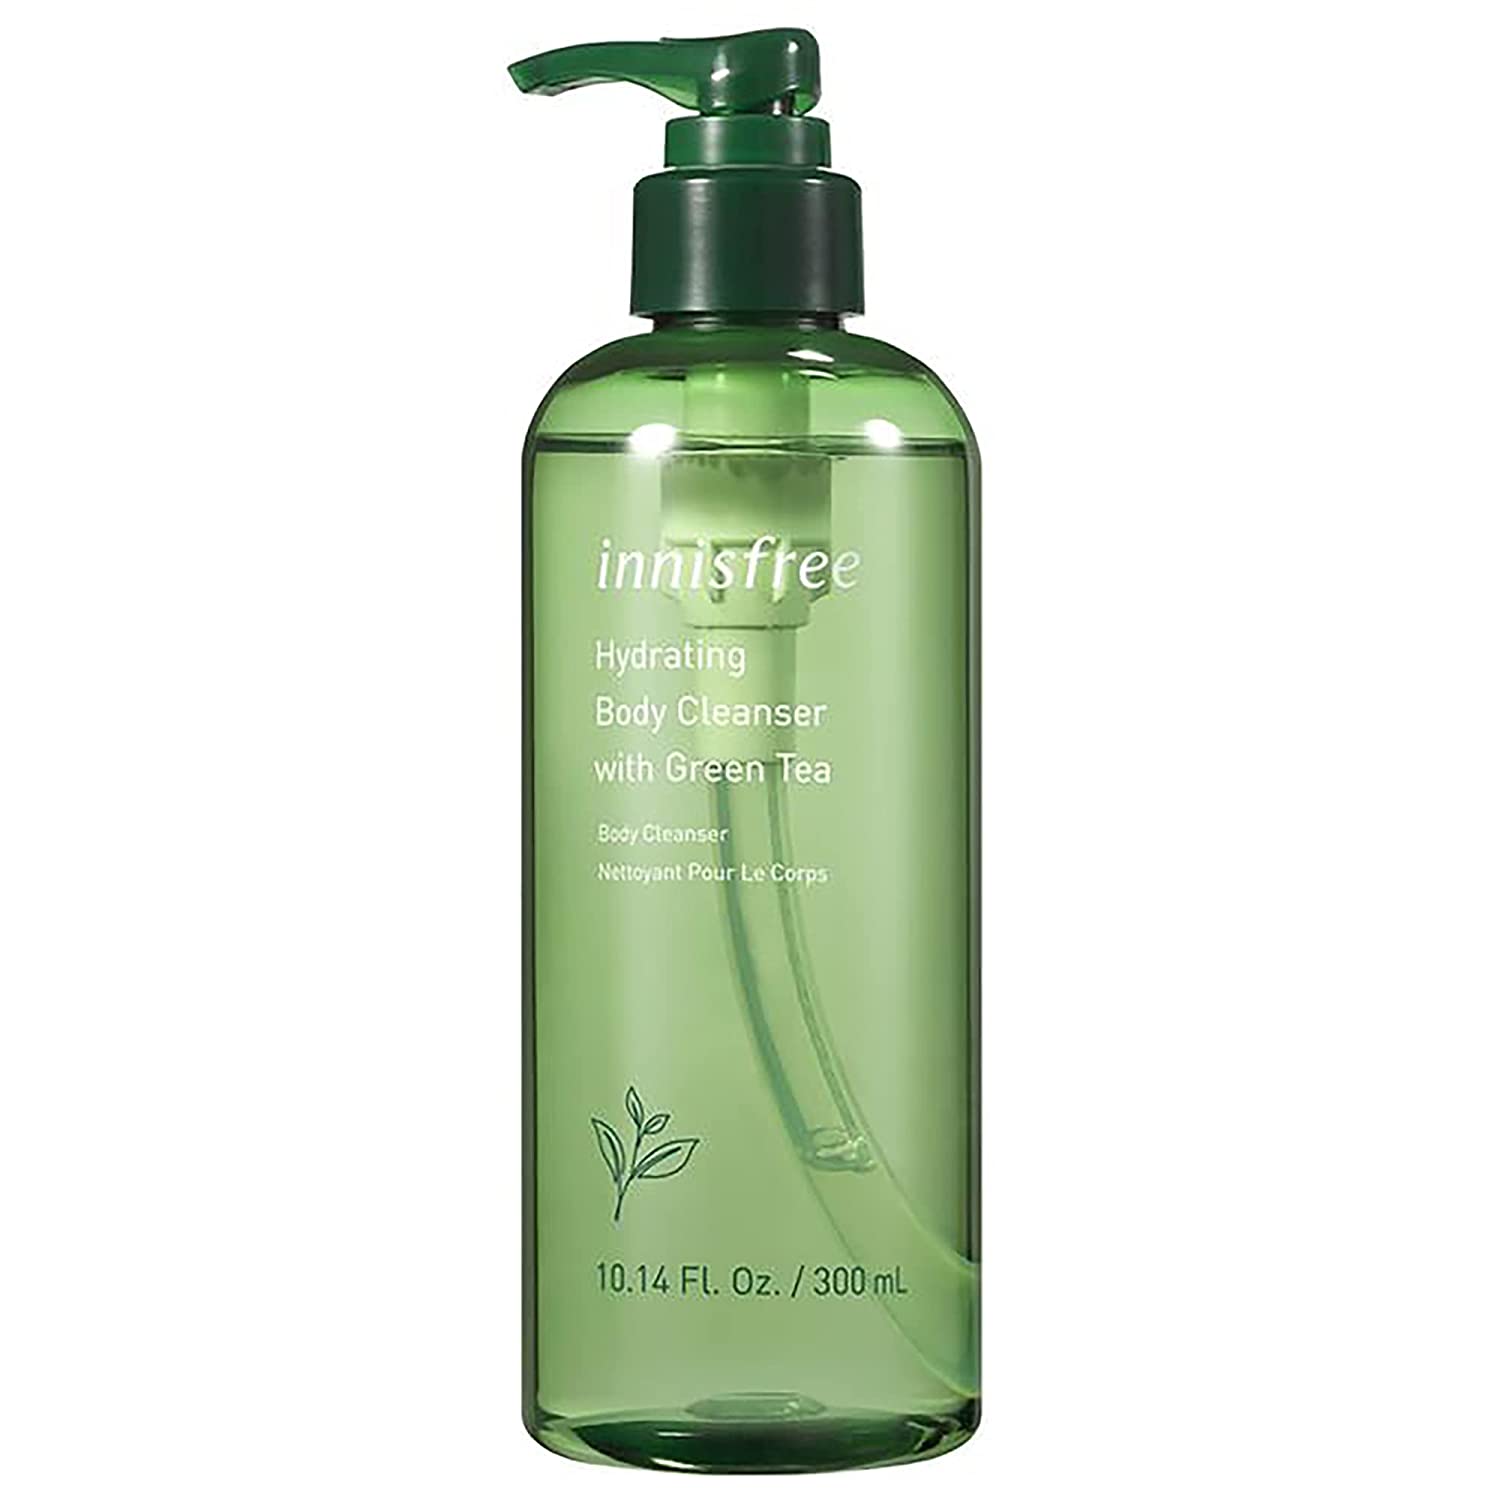 innisfree
Hydrating
Body Cleanser
with Green Tea
Body Cleanser
Nettoyant Pour Le Corps
10.14 Fl. Oz. / 300 mL